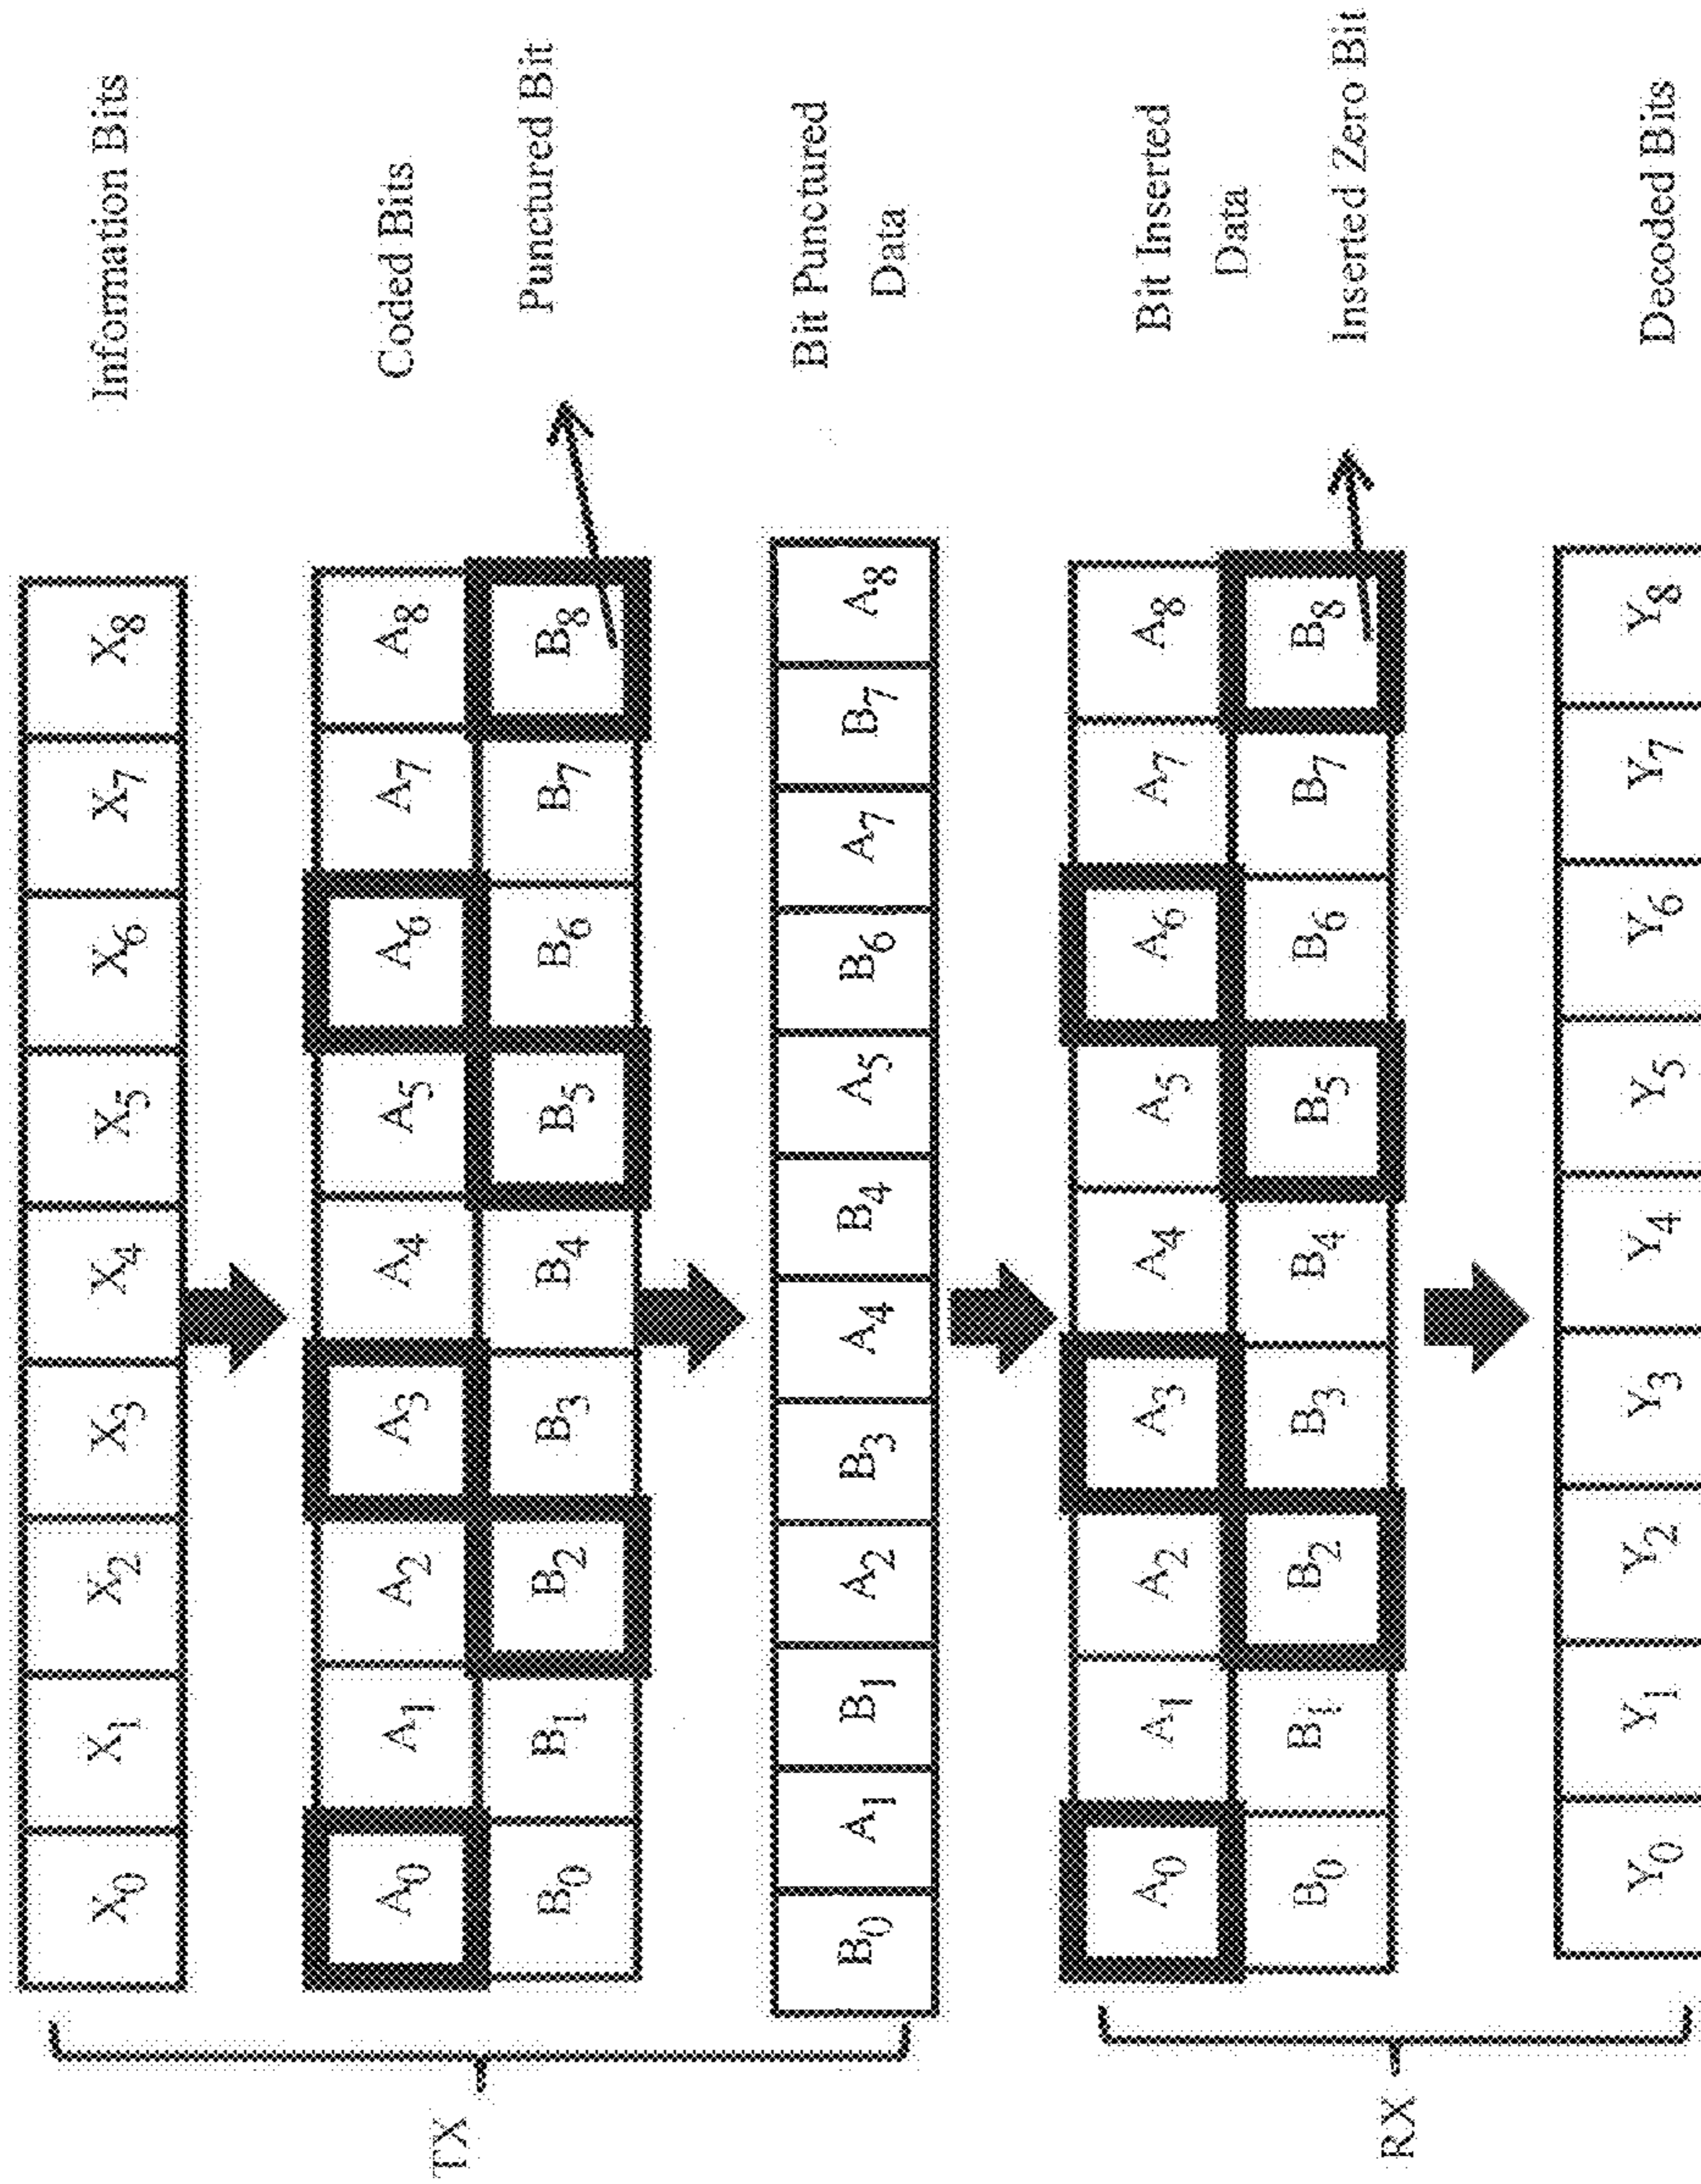 TX
X0 X1 X2 X3 X4 X5 X6 X7 X8 Information Bits
A0 A1 A2 A3 A4 A5 A6 A7 A8 Coded Bits
B0 B1 B2 B3 B4 B5 B6 B7 B8 Punctured Bit
B0 A1 B1 A2 B3 A4 B4 A5 B6 A7 B7 A8 Bit Punctured
Data
RX
A0 A1 A2 A3 A4 A5 A6 A7 A8 Bit Inserted
Data
B0 B1 B2 B3 B4 B5 B6 B7 B8 Inserted Zero Bit
Y0 Y1 Y2 Y3 Y4 Y5 Y6 Y7 Y8 Decoded Bits